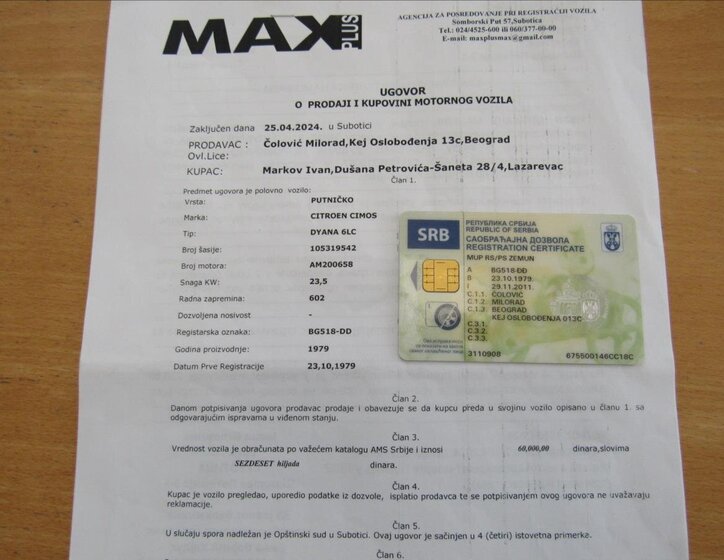 MAX PLUS
AGENCIJA ZA POSREDOVANJE PRI REGISTRACIJI VOZILA
Somborski Put 57,Subotica
Tel.: 024/4525-600 ili 060/377-00-00
E-mail: maxplusmax@gmail.com
UGOVOR
O PRODAJI I KUPOVINI MOTORNOG VOZILA
Zaključen dana 25.04.2024. u Subotici
PRODAVAC : Čolović Milorad,Kej Oslobođenja 13c,Beograd
Ovl.Lice:
KUPAC: Markov Ivan,Dušana Petrovića-Šaneta 28/4,Lazarevac
Član 1.
Predmet ugovora je polovno vozilo:
Vrsta: PUTNIČKO
Marka: CITROEN CIMOS
Tip: DYANA 6LC
Broj šasije: 105319542
Broj motora: AM200658
Snaga KW: 23,5
Radna zapremina: 602
Dozvoljena nosivost -
Registarska oznaka: BG518-DD
Godina proizvodnje: 1979
Datum Prve Registracije 23,10,1979
SRB
РЕПУБЛИКА СРБИЈА
REPUBLIC OF SERBIA
САОБРАЋАЈНА ДОЗВОЛА
REGISTRATION CERTIFICATE
MUP RS/PS ZEMUN
A BG518-DD
B 23.10.1979.
I 29.11.2011.
C.1.1. ČOLOVIĆ
C.1.2. MILORAD
C.1.3 BEOGRAD
KEJ OSLOBOĐENJA 013C
C.3.1.
C.3.2.
C.3.3.
3110908 675500146CC18C
Član 2.
Danom potpisivanja ugovora prodavac prodaje i obavezuje se da kupcu preda u svojinu vozilo opisano u članu 1. sa
odgovarajućim ispravama u viđenom stanju.
Član 3.
Vrednost vozila je obračunata po važećem katalogu AMS Srbije i iznosi 60,000,00 dinara,slovima
SEZDESET hiljada dinara.
Član 4.
Kupac je vozilo pregledao, uporedio podatke iz dozvole, isplatio prodavca te se potpisivanjem ovog ugovora ne uvažavaju
reklamacije.
Član 5.
U slučaju spora nadležan je Opštinski sud u Subotici. Ovaj ugovor je sačinjen u 4 (četiri) istovetna primerka.
Član 6.